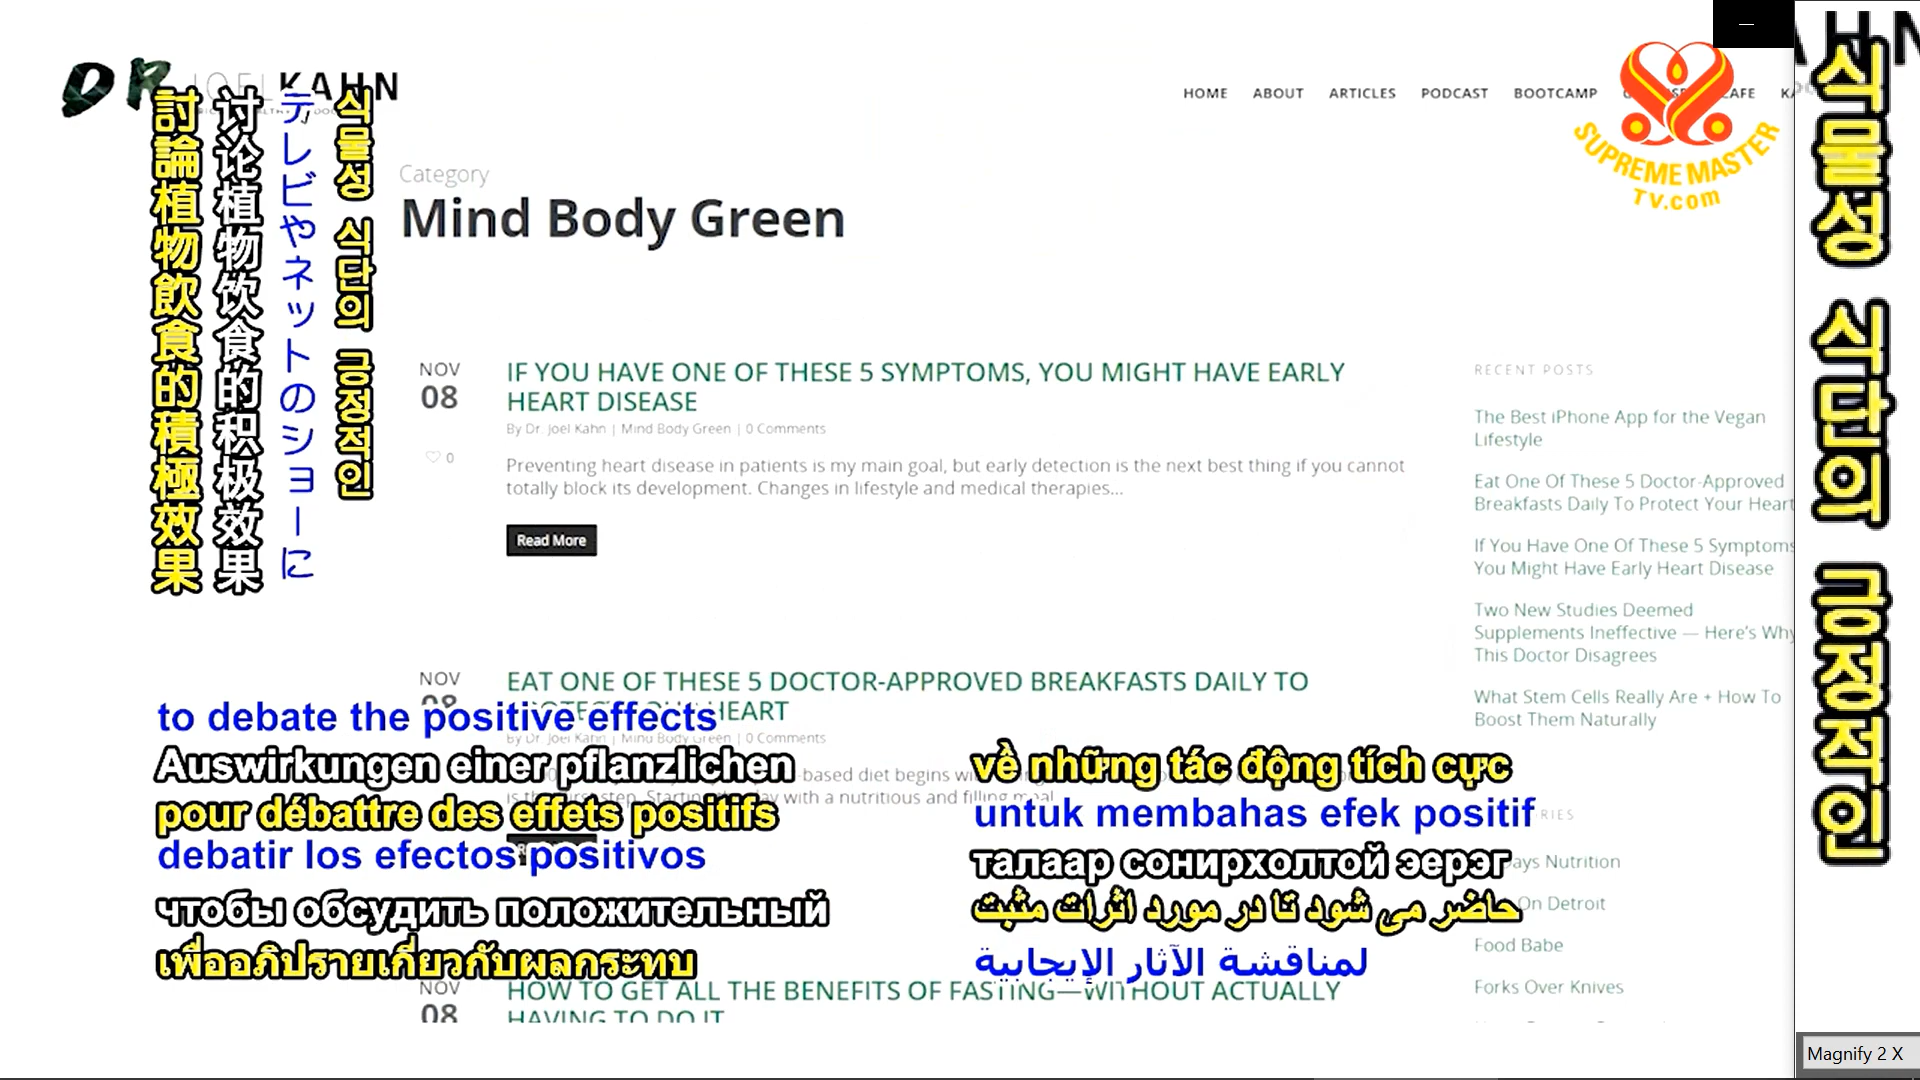 DR. JOEL KAHN
HOME ABOUT ARTICLES PODCAST BOOTCAMP
SUPREME MASTER
TV.com
討論植物飲食的積極效果
讨论植物饮食的积极效果
テレビやネットのショーに
식물성 식단의 긍정적인
식물성 식단의 긍정적인
Category
Mind Body Green
NOV
08
0
IF YOU HAVE ONE OF THESE 5 SYMPTOMS, YOU MIGHT HAVE EARLY
HEART DISEASE
By Dr. Joel Kahn | Mind Body Green | 0 Comments
Preventing heart disease in patients is my main goal, but early detection is the next best thing if you cannot
totally block its development. Changes in lifestyle and medical therapies...
Read More
RECENT POSTS
The Best iPhone App for the Vegan
Lifestyle
Eat One Of These 5 Doctor-Approved
Breakfasts Daily To Protect Your Heart
If You Have One Of These 5 Symptoms
You Might Have Early Heart Disease
Two New Studies Deemed
Supplements Ineffective — Here's Why
This Doctor Disagrees
What Stem Cells Really Are + How To
Boost Them Naturally
NOV
08
EAT ONE OF THESE 5 DOCTOR-APPROVED BREAKFASTS DAILY TO
HEART
By Dr. Joel Kahn | Mind Body Green | 0 Comments
based diet begins
is the first step. Starting the day with a nutritious and filling meal
to debate the positive effects
Auswirkungen einer pflanzlichen
pour débattre des effets positifs
debatir los efectos positivos
чтобы обсудить положительный
เพื่ออภิปรายเกี่ยวกับผลกระทบ
về những tác động tích cực
untuk membahas efek positif
талаар сонирхолтой эерэг
حاضر می شود تا در مورد اثرات مثبت
لمناقشة الآثار الإيجابية
Nutrition
On Detroit
Food Babe
Forks Over Knives
NOV
08
HOW TO GET ALL THE BENEFITS OF FASTING—WITHOUT ACTUALLY
HAVING TO DO IT
Magnify 2 X